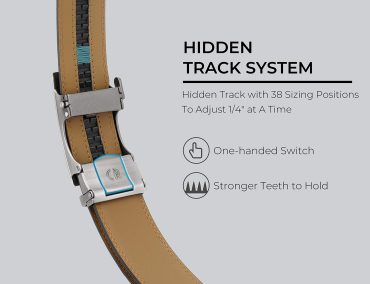 HIDDEN
TRACK SYSTEM
Hidden Track with 38 Sizing Positions
To Adjust 1/4" at A Time
One-handed Switch
Stronger Teeth to Hold